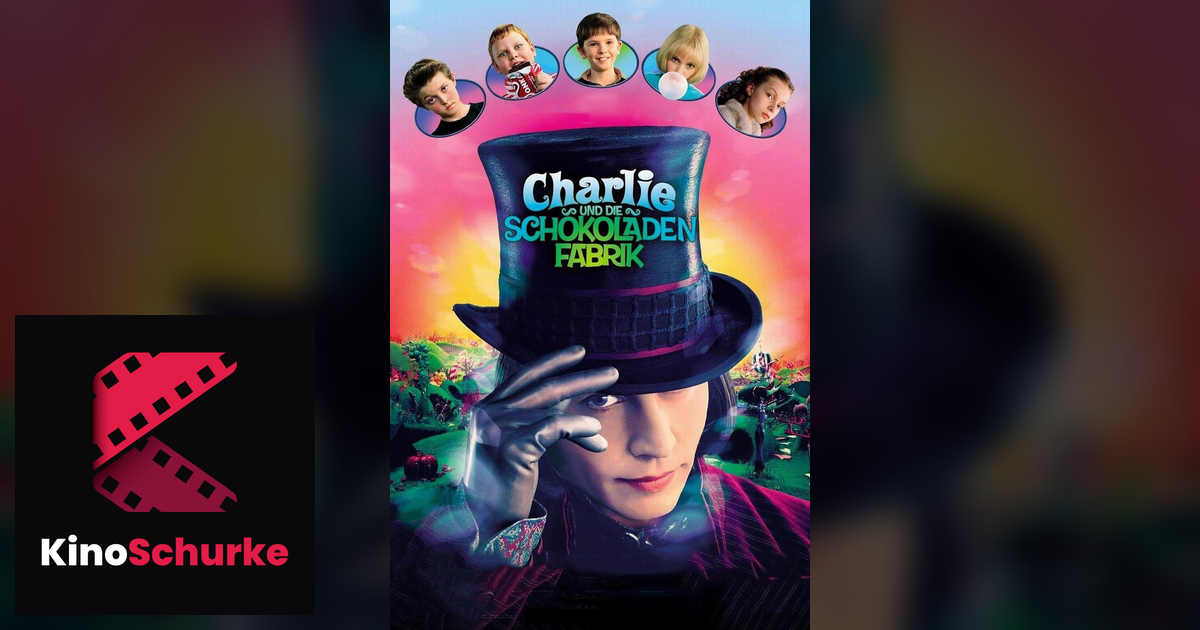 Charlie
UND DIE
SCHOKOLADEN
FABRIK
KinoSchurke